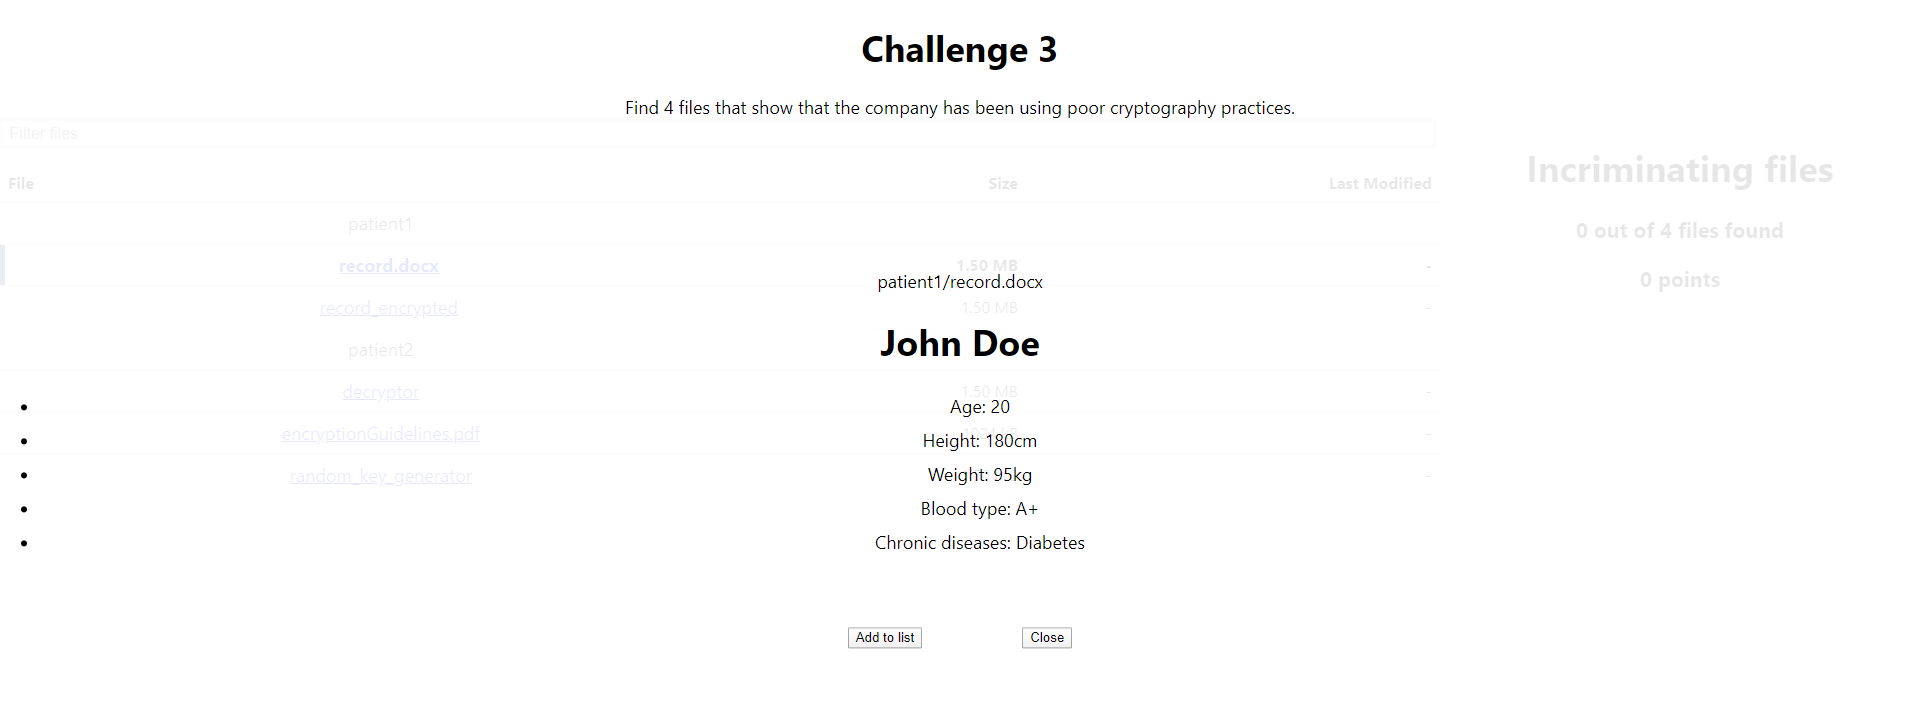 Challenge 3
Find 4 files that show that the company has been using poor cryptography practices.
Filter files
File Size Last Modified
Incriminating files
patient1
0 out of 4 files found
record.docx 1.50 MB -
0 points
patient1/record.docx
record_encrypted 1.50 MB -
John Doe
patient2
decryptor 1.50 MB -
Age: 20
encryptionGuidelines.pdf -
Height: 180cm
random_key_generator -
Weight: 95kg
Blood type: A+
Chronic diseases: Diabetes
Add to list Close